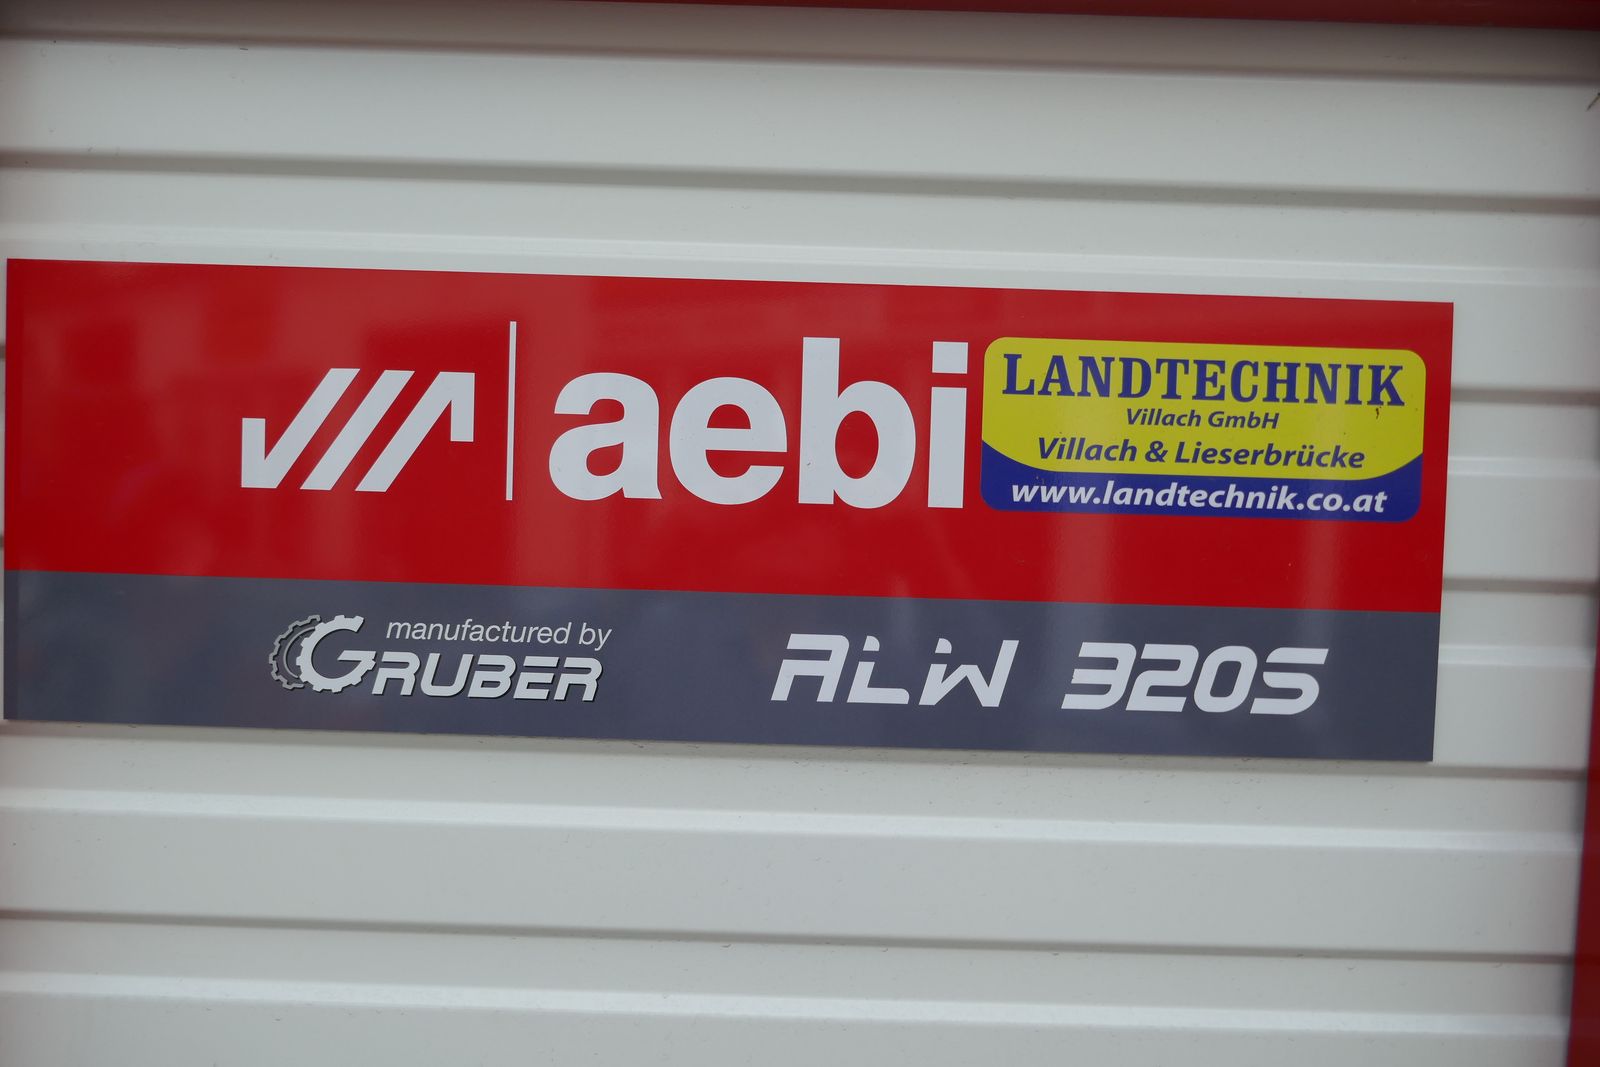 aebi
LANDTECHNIK
Villach GmbH
Villach & Lieserbrücke
www.landtechnik.co.at
manufactured by
GRUBER
ALW 320S